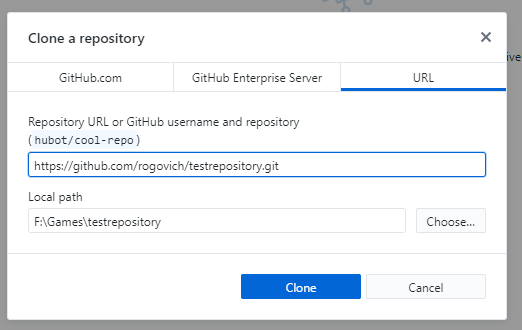 Clone a repository
ive
GitHub.com GitHub Enterprise Server URL
Repository URL or GitHub username and repository
(hubot/cool-repo)
https://github.com/rogovich/testrepository.git
Local path
F:\Games\testrepository Choose...
Clone Cancel